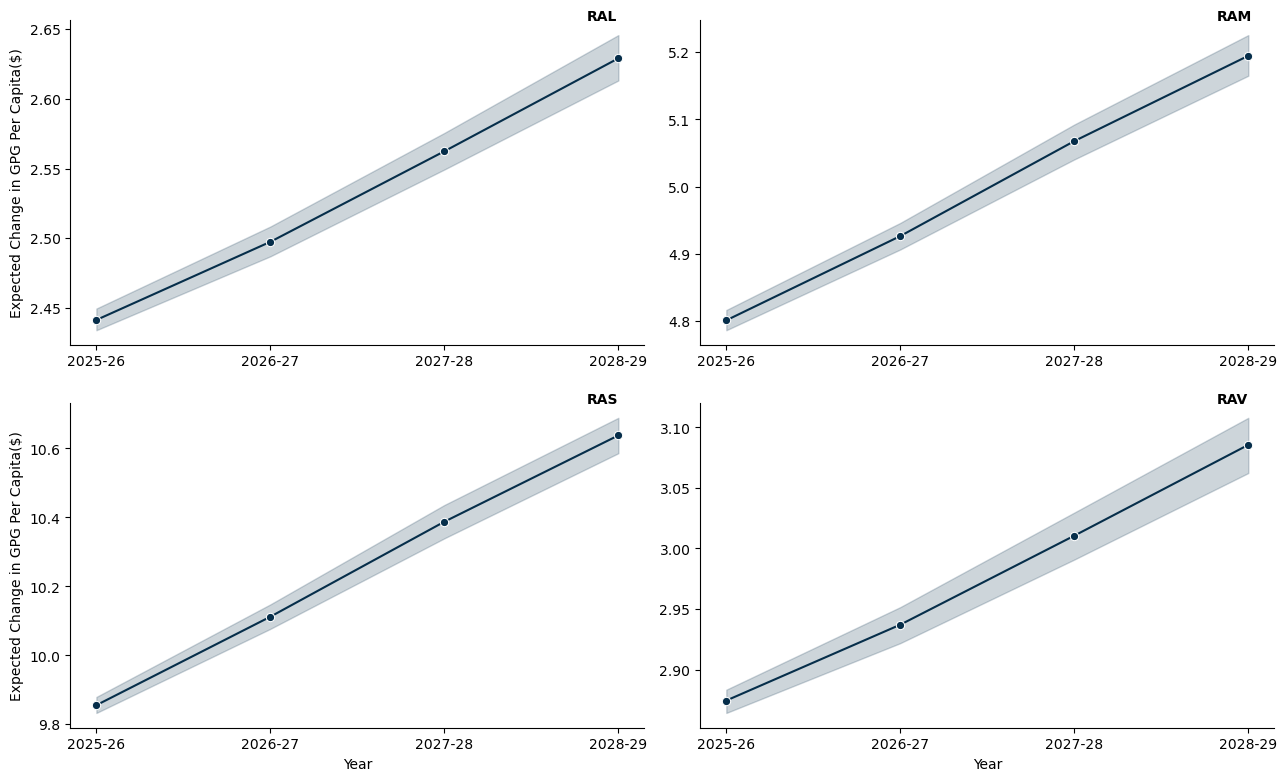 RAL
Expected Change in GPG Per Capita($)
2.65
2.60
2.55
2.50
2.45
2025-26 2026-27 2027-28 2028-29
RAM
5.2
5.1
5.0
4.9
4.8
2025-26 2026-27 2027-28 2028-29
RAS
Expected Change in GPG Per Capita($)
10.6
10.4
10.2
10.0
9.8
2025-26 2026-27 2027-28 2028-29
Year
RAV
3.10
3.05
3.00
2.95
2.90
2025-26 2026-27 2027-28 2028-29
Year